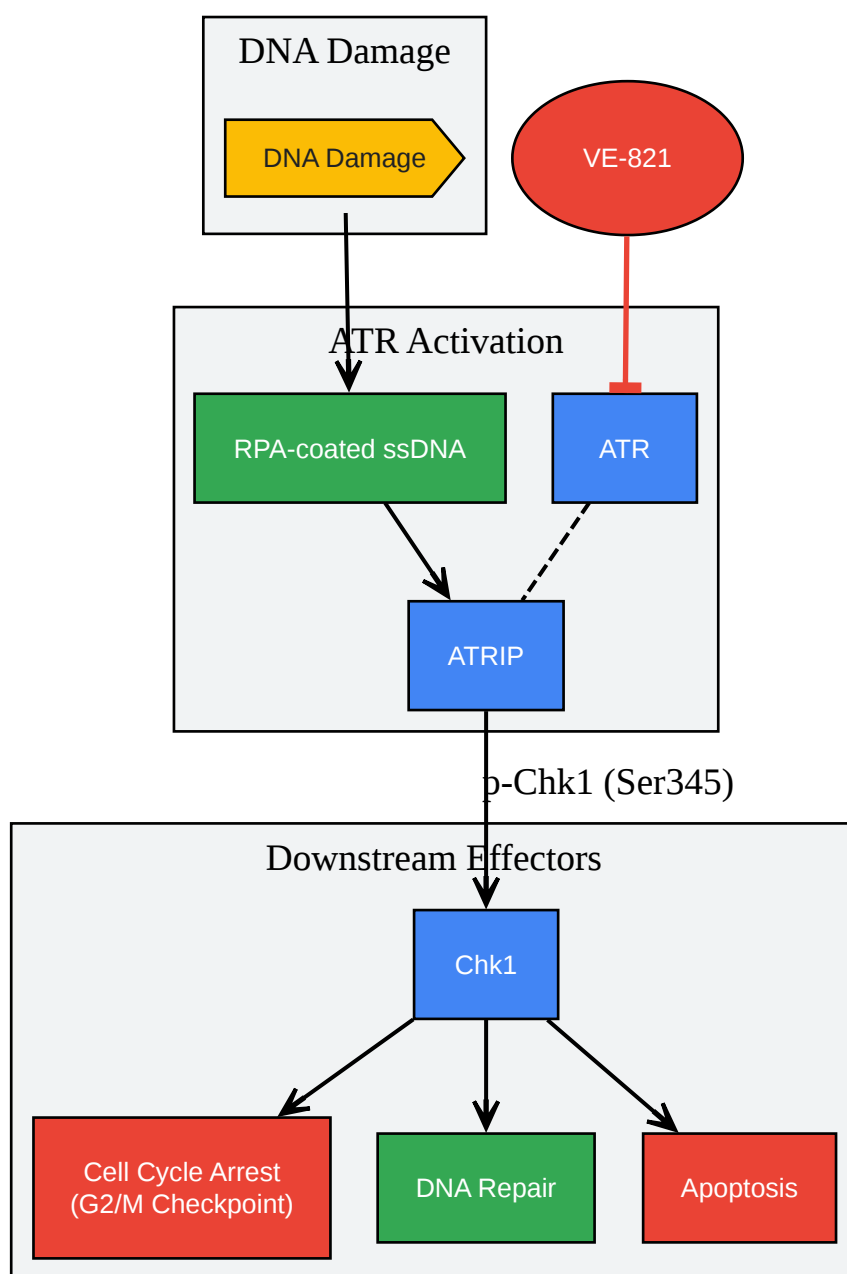 DNA Damage
DNA Damage
VE-821
ATR Activation
RPA-coated ssDNA
ATR
ATRIP
p-Chk1 (Ser345)
Downstream Effectors
Chk1
Cell Cycle Arrest
(G2/M Checkpoint)
DNA Repair
Apoptosis